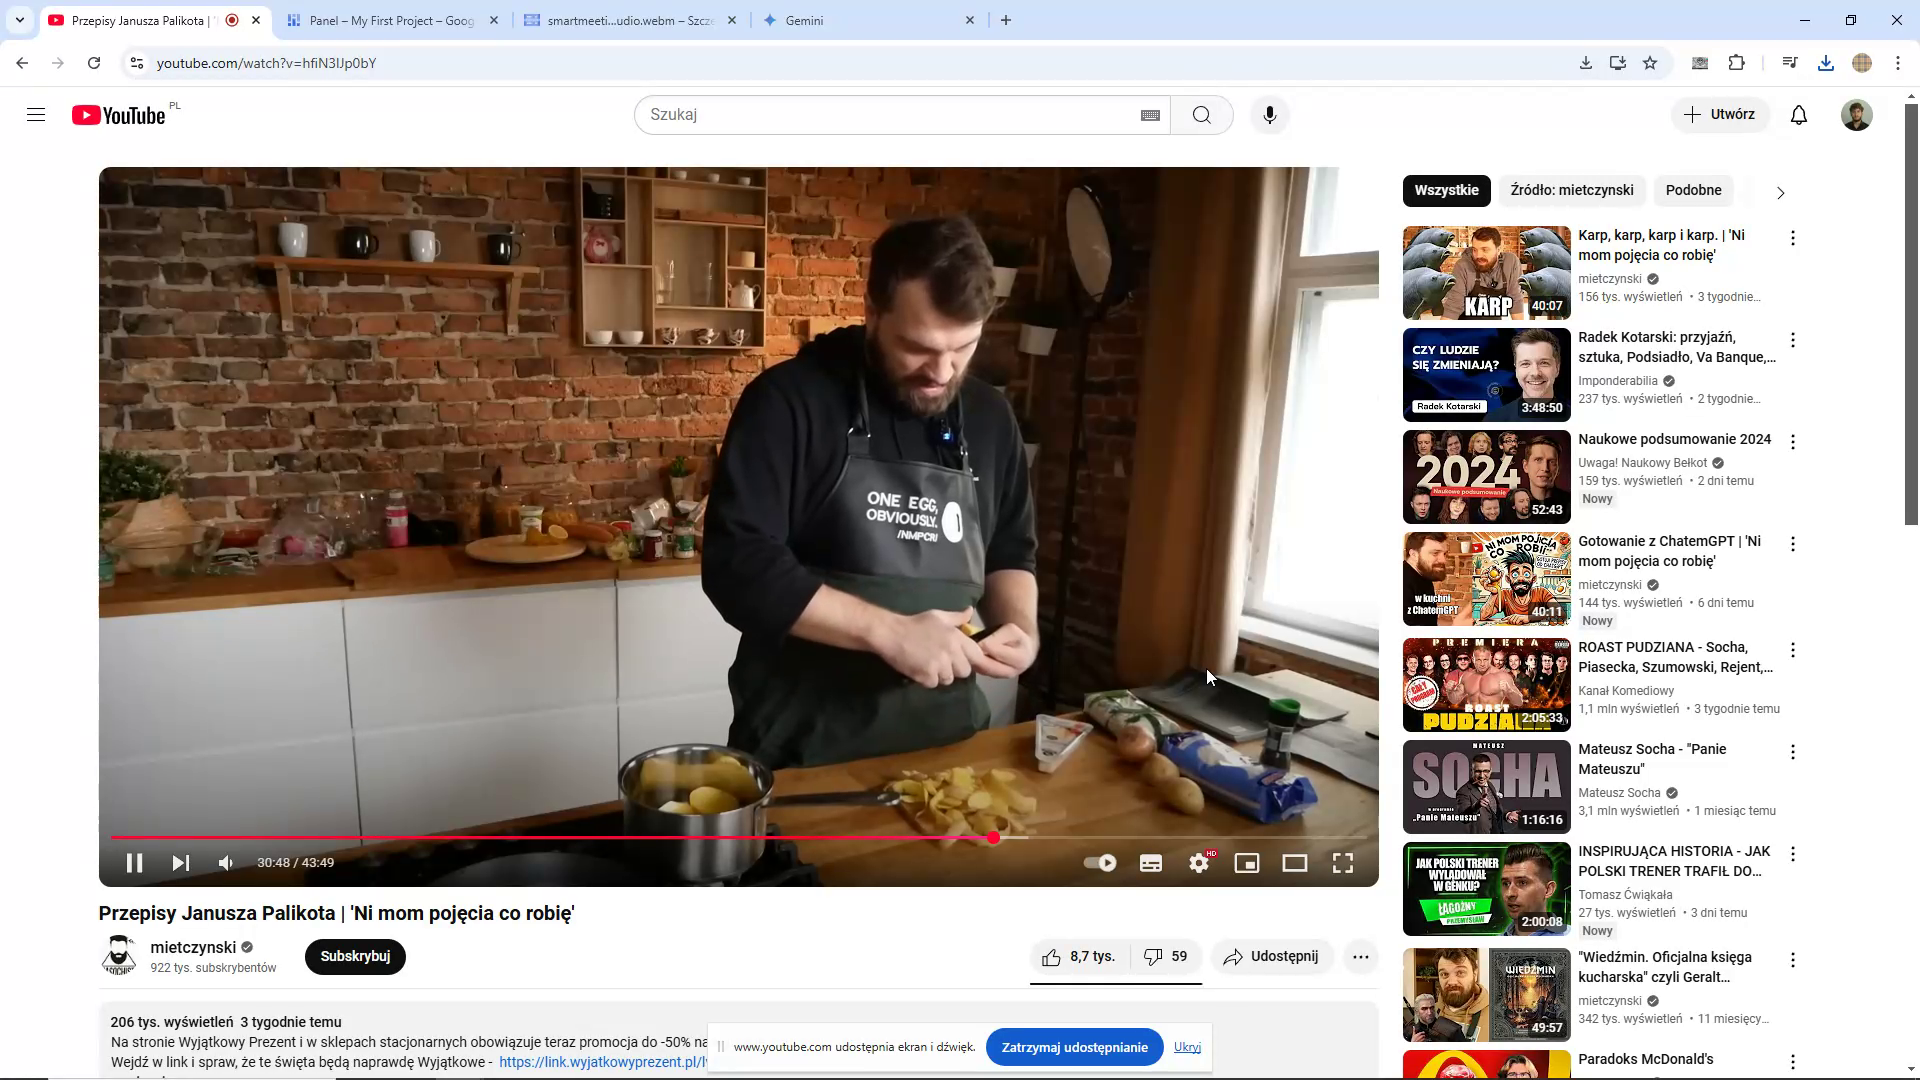 Przepisy Janusza Palikota | '
Panel – My First Project – Goog
smartmeeti...udio.webm – Szcze
Gemini
youtube.com/watch?v=hfiN3lJp0bY
YouTube PL
Szukaj
Utwórz
ONE EGG,
OBVIOUSLY.
/NMPCR/
30:48 / 43:49
HD
Przepisy Janusza Palikota | 'Ni mom pojęcia co robię'
mietczynski
922 tys. subskrybentów
Subskrybuj
8,7 tys.
59
Udostępnij
206 tys. wyświetleń 3 tygodnie temu
Na stronie Wyjątkowy Prezent i w sklepach stacjonarnych obowiązuje teraz promocja do -50% na
Wejdź w link i spraw, że te święta będą naprawdę Wyjątkowe - https://link.wyjatkowyprezent.pl/
www.youtube.com udostępnia ekran i dźwięk.
Zatrzymaj udostępnianie
Ukryj
Wszystkie
Źródło: mietczynski
Podobne
KARP
40:07
Karp, karp, karp i karp. | 'Ni
mom pojęcia co robię'
mietczynski
156 tys. wyświetleń • 3 tygodnie...
CZY LUDZIE
SIĘ ZMIENIAJĄ?
Radek Kotarski
3:48:50
Radek Kotarski: przyjaźń,
sztuka, Podsiadło, Va Banque,...
Imponderabilia
237 tys. wyświetleń • 2 tygodnie...
2024
Naukowe podsumowanie
52:43
Naukowe podsumowanie 2024
Uwaga! Naukowy Bełkot
159 tys. wyświetleń • 2 dni temu
Nowy
NI MOM POJĘCIA
CO ROBIĘ
w kuchni
z ChatemGPT
40:11
Gotowanie z ChatemGPT | 'Ni
mom pojęcia co robię'
mietczynski
144 tys. wyświetleń • 6 dni temu
Nowy
PREMIERA
CAŁY
PROGRAM
ROAST
PUDZIANA
2:05:33
ROAST PUDZIANA - Socha,
Piasecka, Szumowski, Rejent,...
Kanał Komediowy
1,1 mln wyświetleń • 3 tygodnie temu
MATEUSZ
SOCHA
"Panie Mateuszu"
1:16:16
Mateusz Socha - "Panie
Mateuszu"
Mateusz Socha
3,1 mln wyświetleń • 1 miesiąc temu
JAK POLSKI TRENER
WYLĄDOWAŁ
W GENKU?
ŁAGOŹNY
PRZEMYSŁAW
2:00:08
INSPIRUJĄCA HISTORIA - JAK
POLSKI TRENER TRAFIŁ DO...
Tomasz Ćwiąkała
27 tys. wyświetleń • 3 dni temu
Nowy
WIEDŹMIN
49:57
"Wiedźmin. Oficjalna księga
kucharska" czyli Geralt...
mietczynski
342 tys. wyświetleń • 11 miesięcy...
Paradoks McDonald's